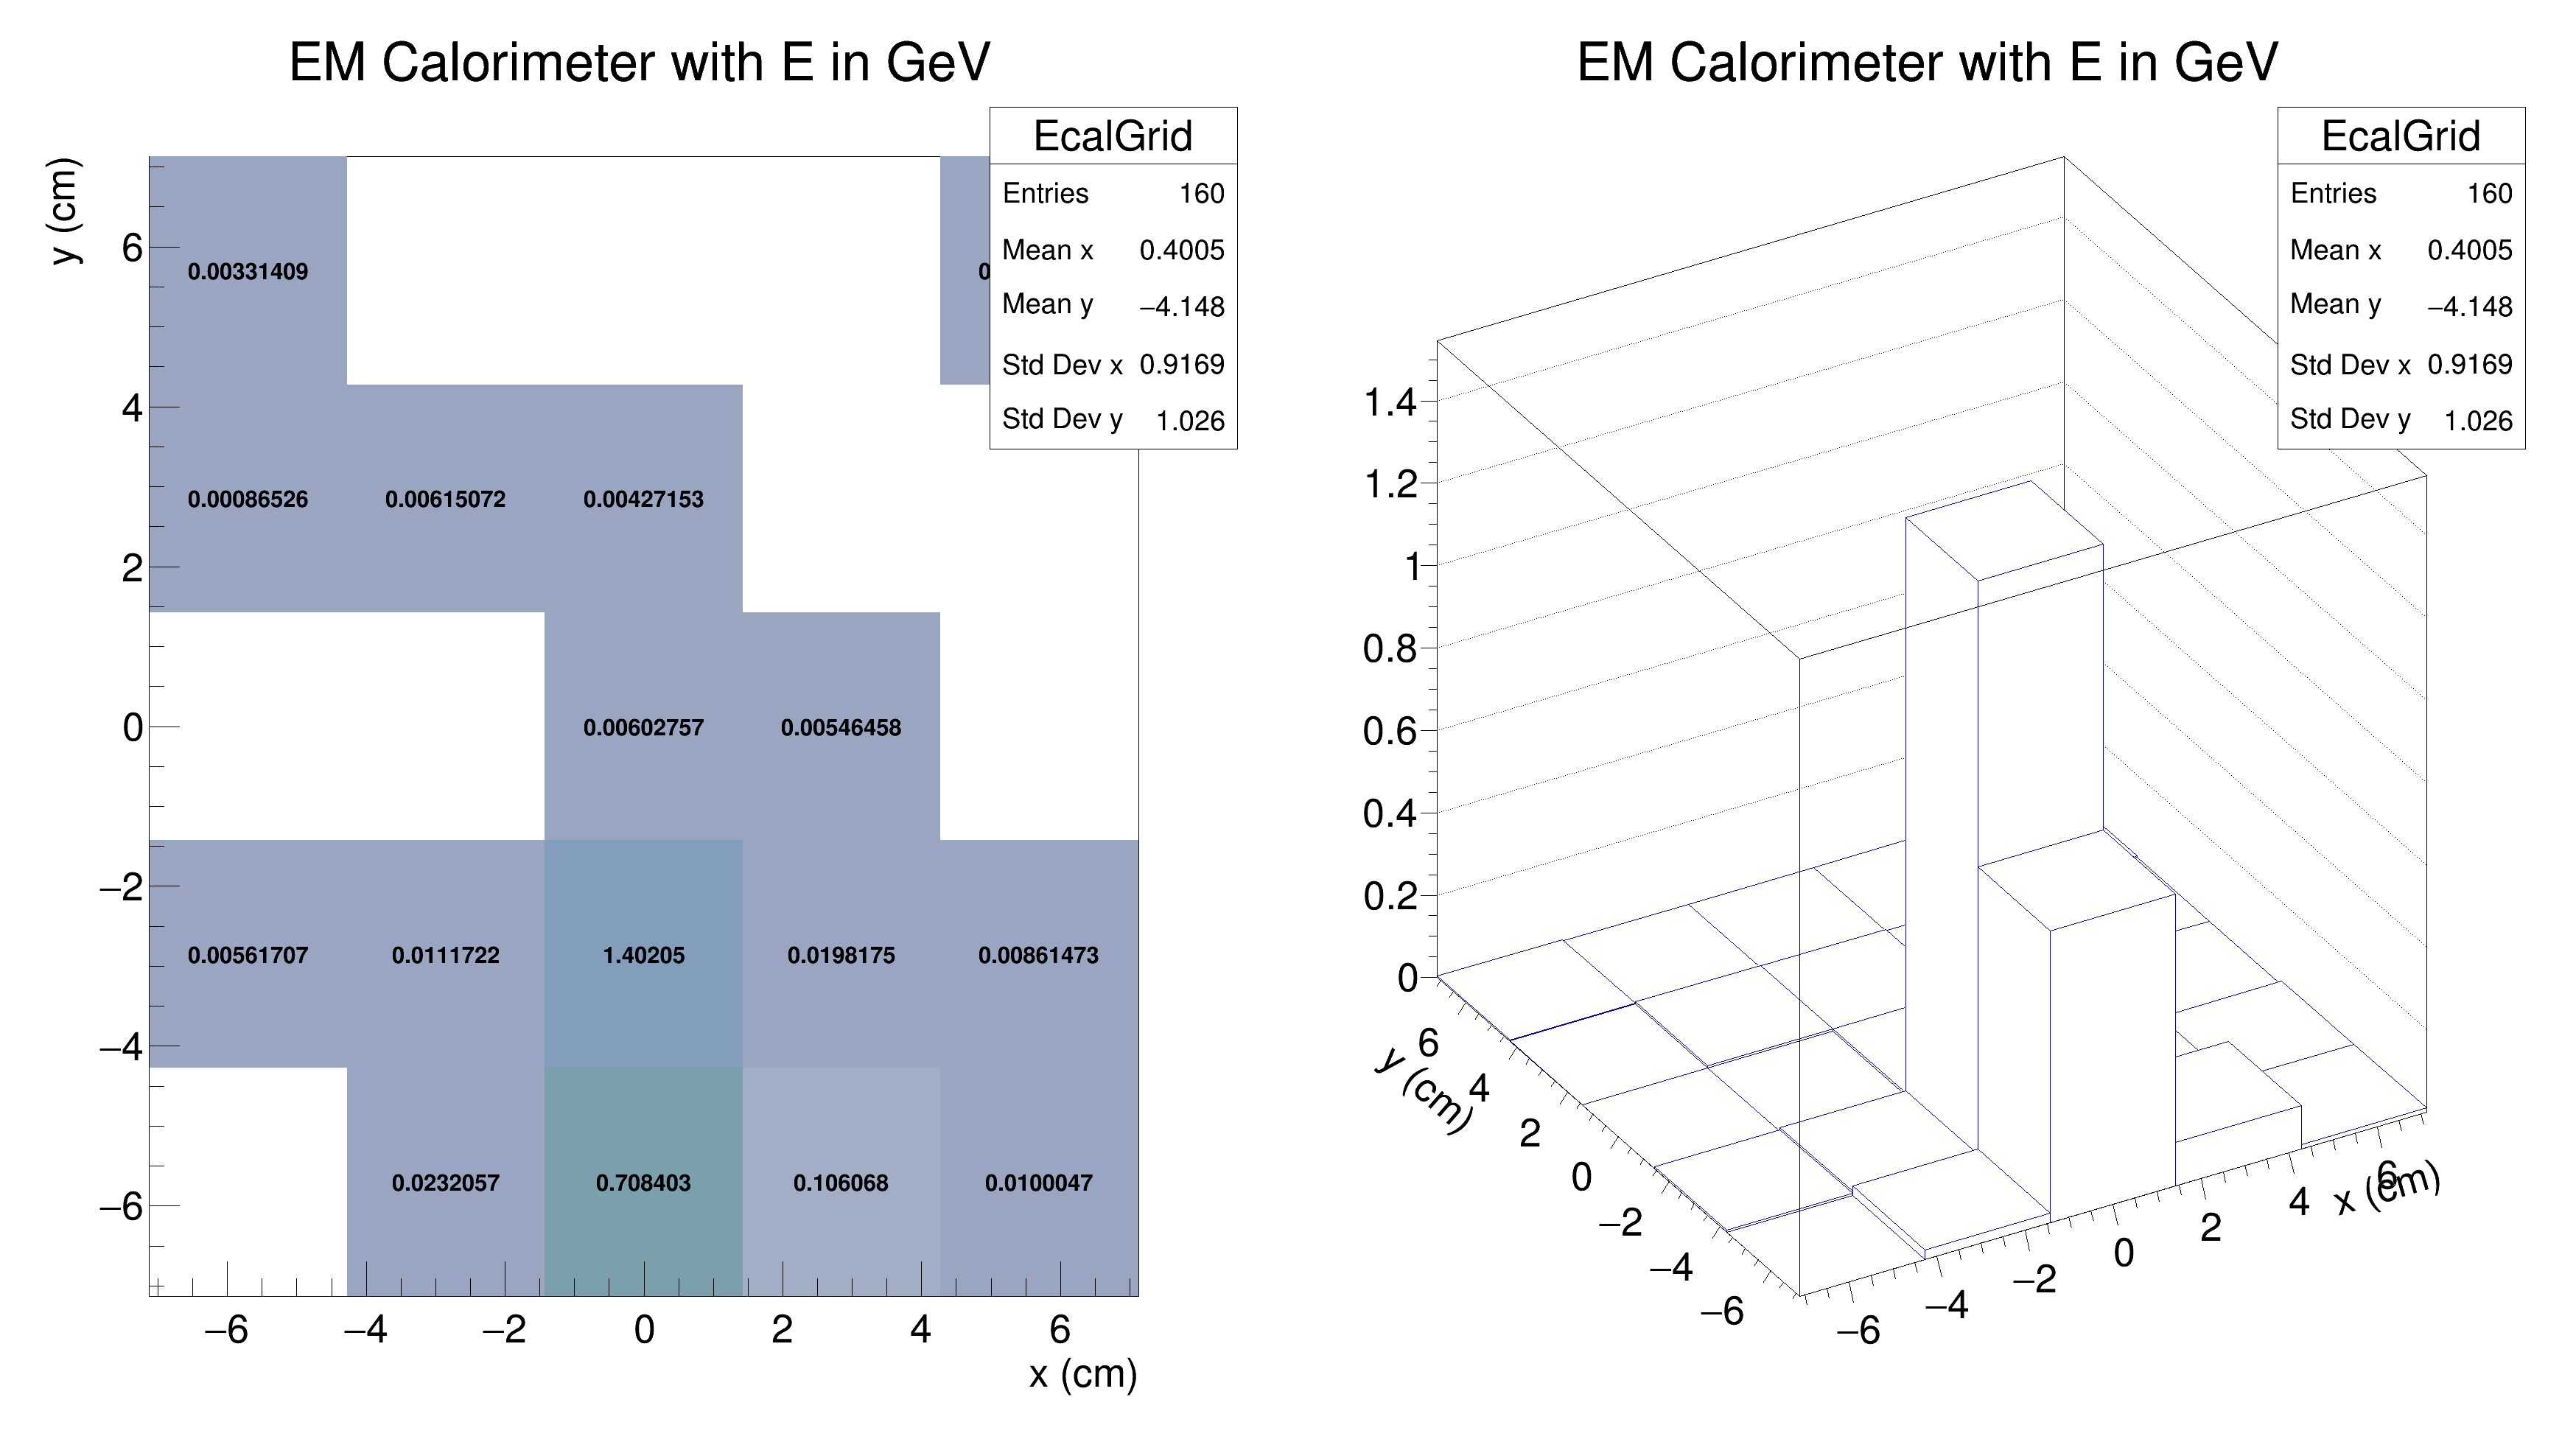 EM Calorimeter with E in GeV
EcalGrid
Entries 160
Mean x 0.4005
Mean y −4.148
Std Dev x 0.9169
Std Dev y 1.026
y (cm)
6
4
2
0
−2
−4
−6
0.00331409
0
0.00086526 0.00615072 0.00427153
0.00602757 0.00546458
0.00561707 0.0111722 1.40205 0.0198175 0.00861473
0.0232057 0.708403 0.106068 0.0100047
−6 −4 −2 0 2 4 6
x (cm)
EM Calorimeter with E in GeV
EcalGrid
Entries 160
Mean x 0.4005
Mean y −4.148
Std Dev x 0.9169
Std Dev y 1.026
1.4
1.2
1
0.8
0.6
0.4
0.2
0
y (cm)
6
4
2
0
−2
−4
−6
−6 −4 −2 0 2 4 6
x (cm)